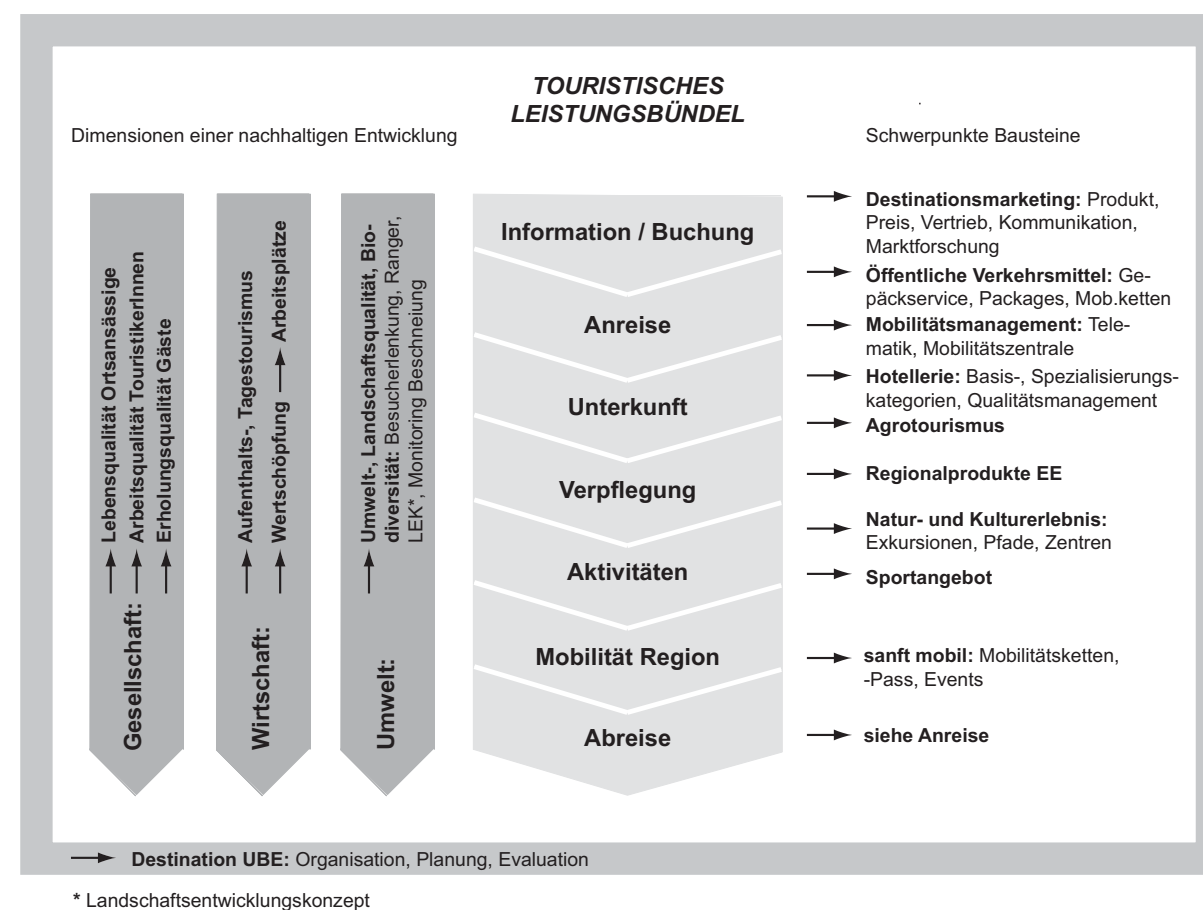 TOURISTISCHES
LEISTUNGSBÜNDEL
Dimensionen einer nachhaltigen Entwicklung
Schwerpunkte Bausteine
Gesellschaft:
Lebensqualität Ortsansässige
Arbeitsqualität TouristikerInnen
Erholungsqualität Gäste
Wirtschaft:
Aufenthalts-, Tagestourismus
Wertschöpfung → Arbeitsplätze
Umwelt:
Umwelt-, Landschaftsqualität, Bio-
diversität: Besucherlenkung, Ranger,
LEK*, Monitoring Beschneiung
Information / Buchung
Anreise
Unterkunft
Verpflegung
Aktivitäten
Mobilität Region
Abreise
Destinationsmarketing: Produkt,
Preis, Vertrieb, Kommunikation,
Marktforschung
Öffentliche Verkehrsmittel: Ge-
päckservice, Packages, Mob.ketten
Mobilitätsmanagement: Tele-
matik, Mobilitätszentrale
Hotellerie: Basis-, Spezialisierungs-
kategorien, Qualitätsmanagement
Agrotourismus
Regionalprodukte EE
Natur- und Kulturerlebnis:
Exkursionen, Pfade, Zentren
Sportangebot
sanft mobil: Mobilitätsketten,
-Pass, Events
siehe Anreise
Destination UBE: Organisation, Planung, Evaluation
* Landschaftsentwicklungskonzept